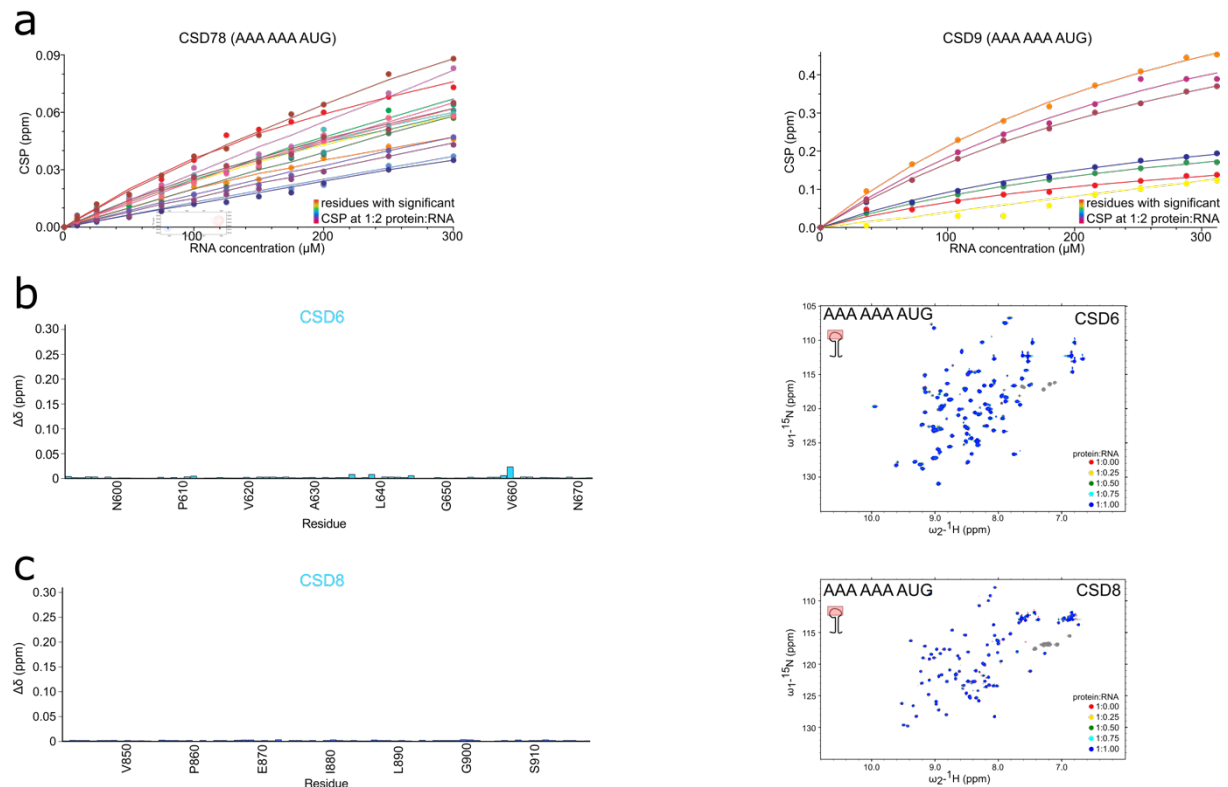 a
CSD78 (AAA AAA AUG)
0.09
0.06
0.03
0.00
CSP (ppm)
100
200
300
RNA concentration (µM)
residues with significant
CSP at 1:2 protein:RNA
CSD9 (AAA AAA AUG)
0.4
0.3
0.2
0.1
0.0
CSP (ppm)
0
100
200
300
RNA concentration (µM)
residues with significant
CSP at 1:2 protein:RNA
b
CSD6
0.30
0.25
0.20
0.15
0.10
0.05
0
Δδ (ppm)
N600
P610
V620
A630
L640
G650
V660
N670
Residue
AAA AAA AUG
CSD6
105
110
115
120
125
130
ω1-15N (ppm)
10.0
9.0
8.0
7.0
ω2-1H (ppm)
protein:RNA
1:0.00
1:0.25
1:0.50
1:0.75
1:1.00
c
CSD8
0.30
0.25
0.20
0.15
0.10
0.05
0
Δδ (ppm)
V850
P860
E870
I880
L890
G900
S910
Residue
AAA AAA AUG
CSD8
110
115
120
125
130
ω1-15N (ppm)
10.0
9.0
8.0
7.0
ω2-1H (ppm)
protein:RNA
1:0.00
1:0.25
1:0.50
1:0.75
1:1.00